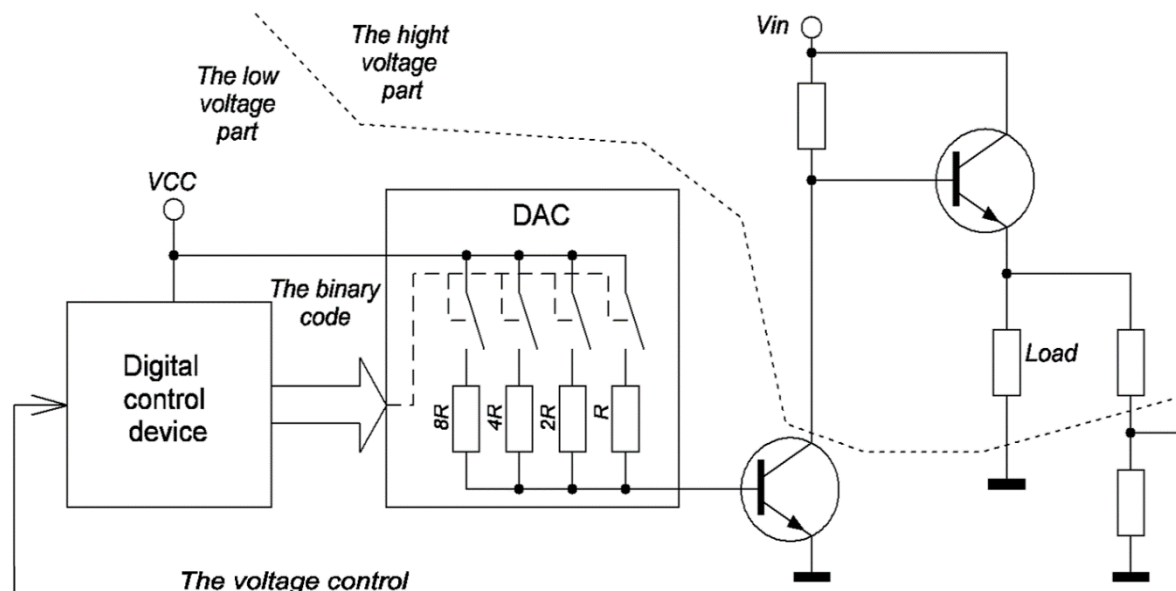 The hight
voltage
part
The low
voltage
part
Vin
VCC
DAC
The binary
code
Digital
control
device
8R
4R
2R
R
Load
The voltage control